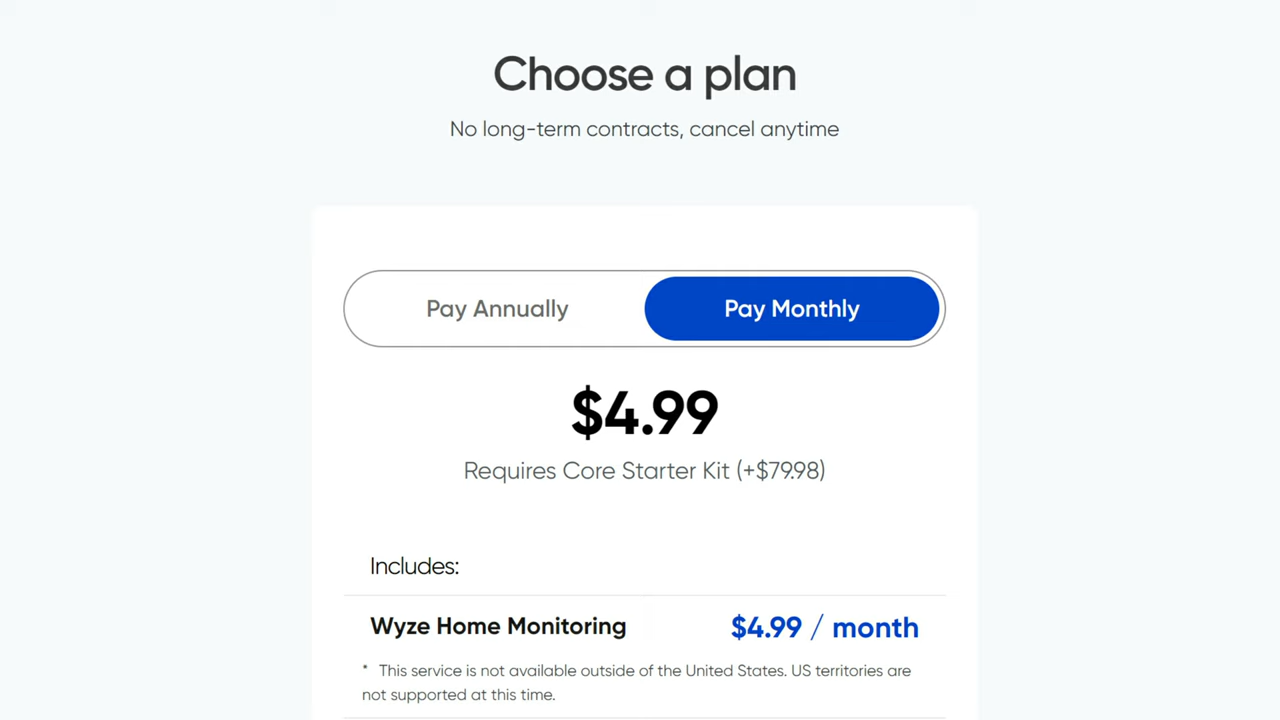 Choose a plan
No long-term contracts, cancel anytime
Pay Annually
Pay Monthly
$4.99
Requires Core Starter Kit (+$79.98)
Includes:
Wyze Home Monitoring
$4.99 / month
* This service is not available outside of the United States. US territories are
not supported at this time.